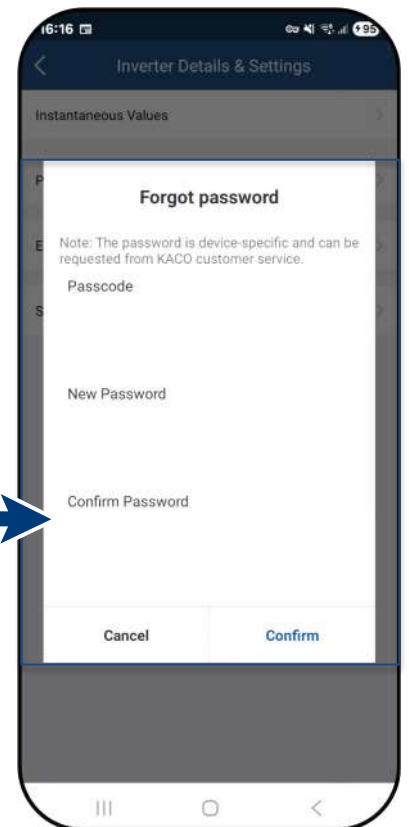 16:16
95
Inverter Details & Settings
Instantaneous Values
P
Forgot password
E
Note: The password is device-specific and can be
requested from KACO customer service.
Passcode
S
New Password
Confirm Password
Cancel
Confirm